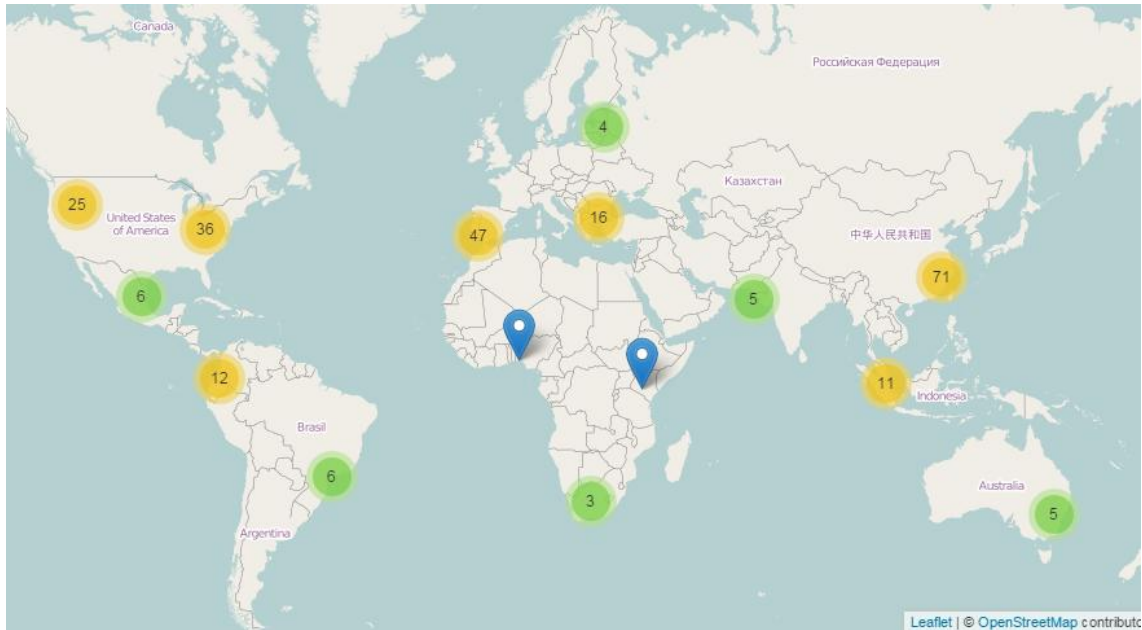 Canada
Российская Федерация
4
Казахстан
25
United States
of America
36
47
16
中华人民共和国
71
6
5
12
11
Indonesia
Brasil
6
3
Australia
5
Argentina
Leaflet | © OpenStreetMap contributo